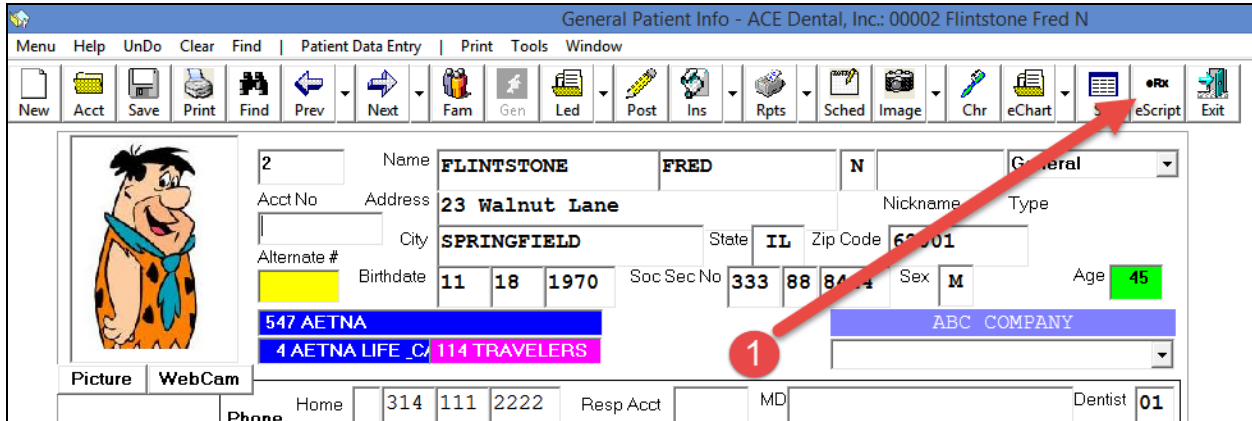 General Patient Info - ACE Dental, Inc.: 00002 Flintstone Fred N
Menu Help UnDo Clear Find | Patient Data Entry | Print Tools Window
New Acct Save Print Find Prev Next Fam Gen Led Post Ins Rpts Sched Image Chr eChart eRx eScript Exit
2 Name FLINTSTONE FRED N General
Acct No Address 23 Walnut Lane Nickname Type
City SPRINGFIELD State IL Zip Code
Alternate #
Birthdate 11 18 1970 Soc Sec No 333 88 Sex M Age 45
547 AETNA ABC COMPANY
4 AETNA LIFE _CA 114 TRAVELERS 1
Picture WebCam
Phone Home 314 111 2222 Resp Acct MD Dentist 01